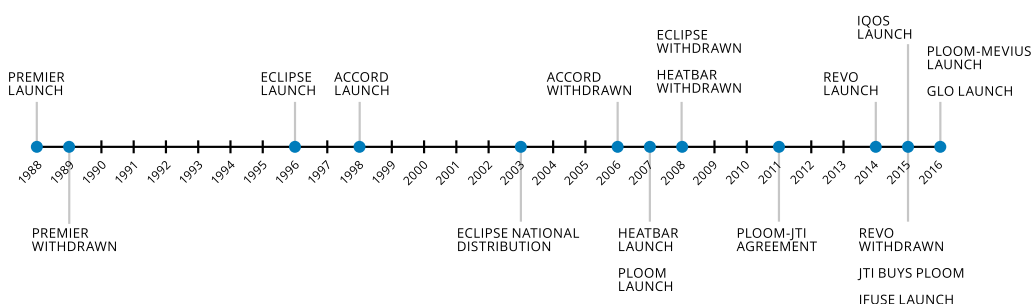 IQOS
LAUNCH
ECLIPSE
WITHDRAWN
HEATBAR
WITHDRAWN
PLOOM-MEVIUS
LAUNCH
GLO LAUNCH
PREMIER
LAUNCH
ECLIPSE
LAUNCH
ACCORD
LAUNCH
ACCORD
WITHDRAWN
REVO
LAUNCH
1988
1989
1990
1991
1992
1993
1994
1995
1996
1997
1998
1999
2000
2001
2002
2003
2004
2005
2006
2007
2008
2009
2010
2011
2012
2013
2014
2015
2016
PREMIER
WITHDRAWN
ECLIPSE NATIONAL
DISTRIBUTION
HEATBAR
LAUNCH
PLOOM
LAUNCH
PLOOM-JTI
AGREEMENT
REVO
WITHDRAWN
JTI BUYS PLOOM
IFUSE LAUNCH